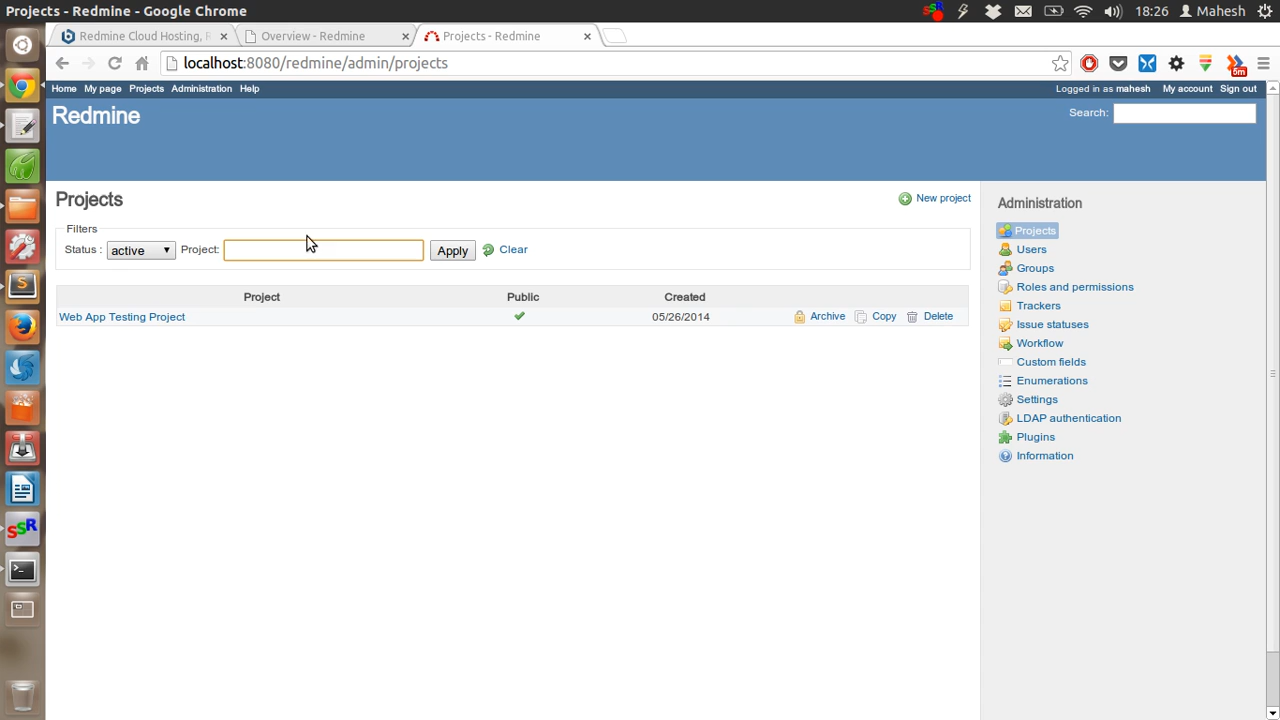 Projects - Redmine - Google Chrome
18:26 Mahesh
Redmine Cloud Hosting, R
Overview - Redmine
Projects - Redmine
localhost:8080/redmine/admin/projects
5m
Home My page Projects Administration Help
Logged in as mahesh My account Sign out
Redmine
Search:
Projects
New project
Filters
Status : active Project: Apply Clear
Project Public Created
Web App Testing Project 05/26/2014 Archive Copy Delete
Administration
Projects
Users
Groups
Roles and permissions
Trackers
Issue statuses
Workflow
Custom fields
Enumerations
Settings
LDAP authentication
Plugins
Information
SSR